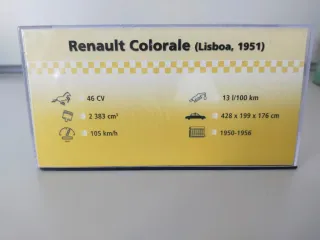 Renault Colorale (Lisboa, 1951)
46 CV
13 l/100 km
2 383 cm³
428 x 199 x 176 cm
105 km/h
1950-1956